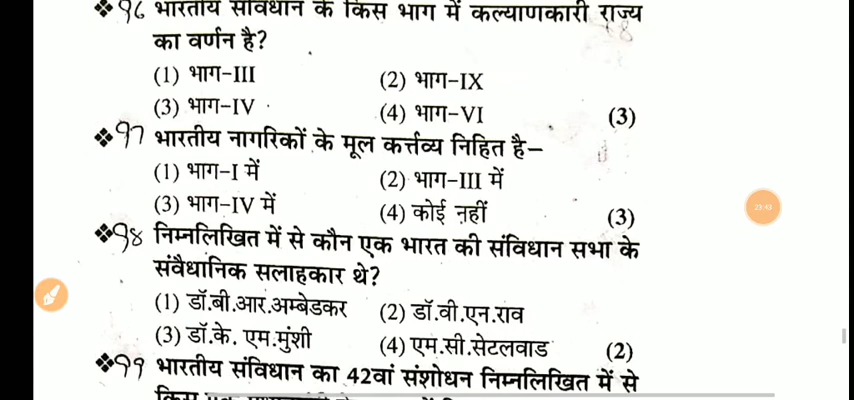 ❖ 96 भारतीय संविधान के किस भाग में कल्याणकारी राज्य
का वर्णन है?
(1) भाग-III (2) भाग-IX
(3) भाग-IV (4) भाग-VI (3)
❖ 97 भारतीय नागरिकों के मूल कर्त्तव्य निहित है–
(1) भाग-I में (2) भाग-III में
(3) भाग-IV में (4) कोई नहीं (3)
❖ 98 निम्नलिखित में से कौन एक भारत की संविधान सभा के
संवैधानिक सलाहकार थे?
(1) डॉ.बी.आर.अम्बेडकर (2) डॉ.वी.एन.राव
(3) डॉ.के. एम.मुंशी (4) एम.सी.सेटलवाड (2)
❖ 99 भारतीय संविधान का 42वां संशोधन निम्नलिखित में से